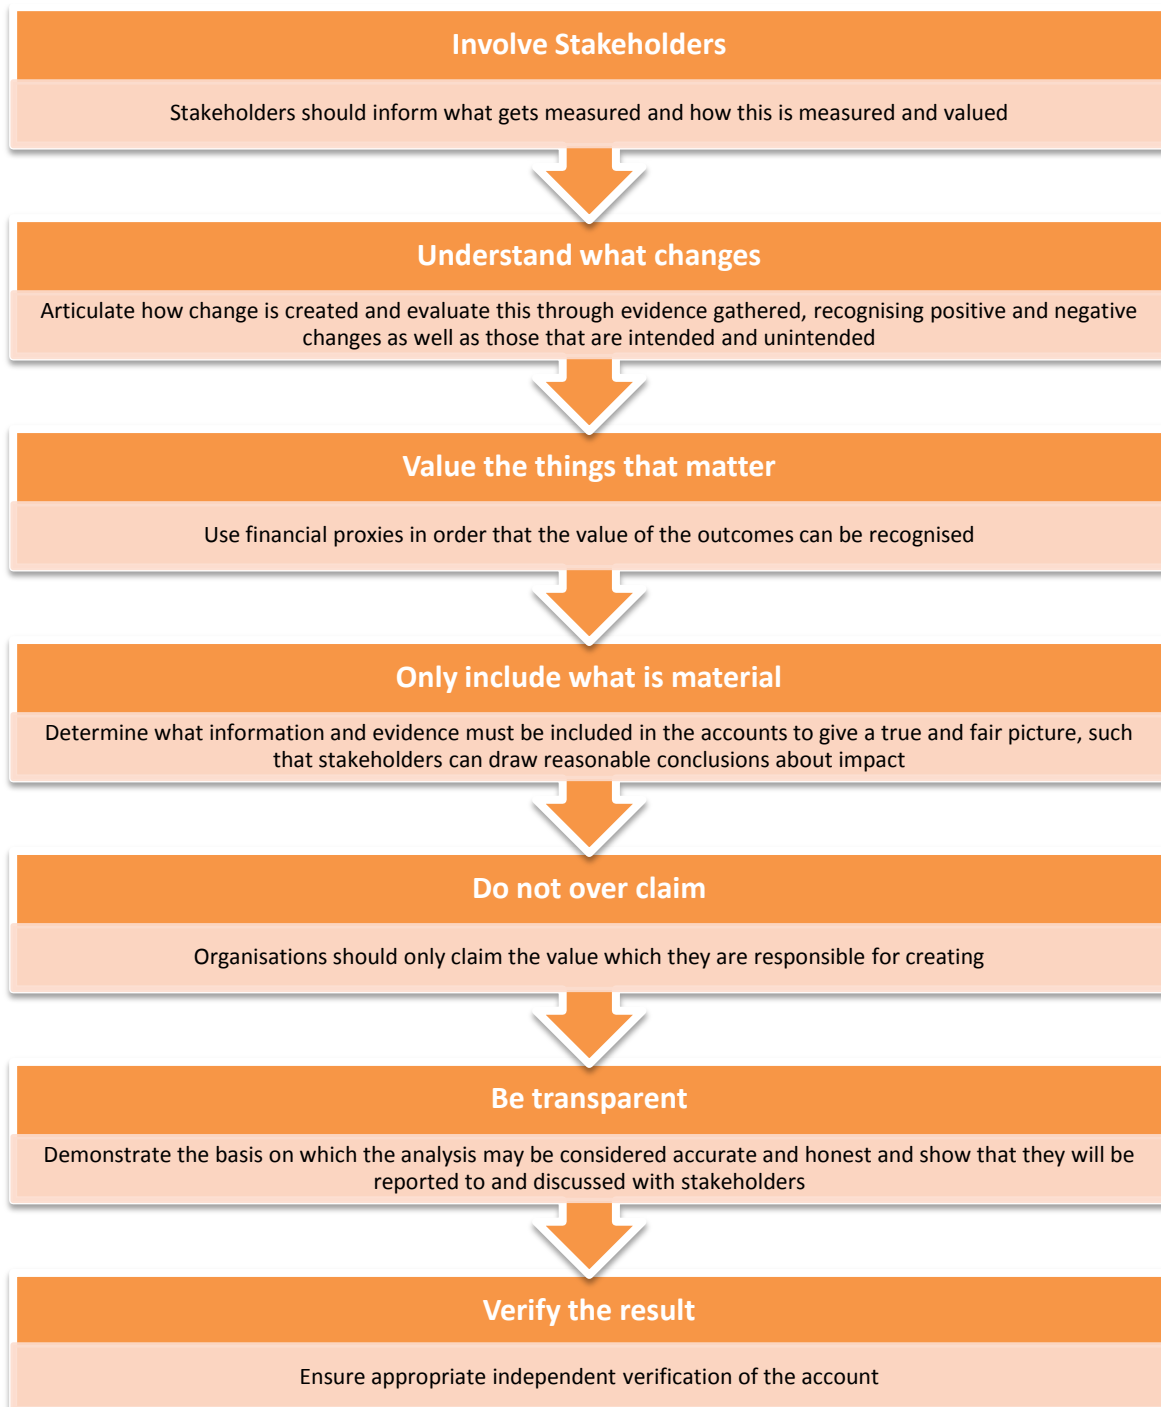 Involve Stakeholders
Stakeholders should inform what gets measured and how this is measured and valued
Understand what changes
Articulate how change is created and evaluate this through evidence gathered, recognising positive and negative
changes as well as those that are intended and unintended
Value the things that matter
Use financial proxies in order that the value of the outcomes can be recognised
Only include what is material
Determine what information and evidence must be included in the accounts to give a true and fair picture, such
that stakeholders can draw reasonable conclusions about impact
Do not over claim
Organisations should only claim the value which they are responsible for creating
Be transparent
Demonstrate the basis on which the analysis may be considered accurate and honest and show that they will be
reported to and discussed with stakeholders
Verify the result
Ensure appropriate independent verification of the account